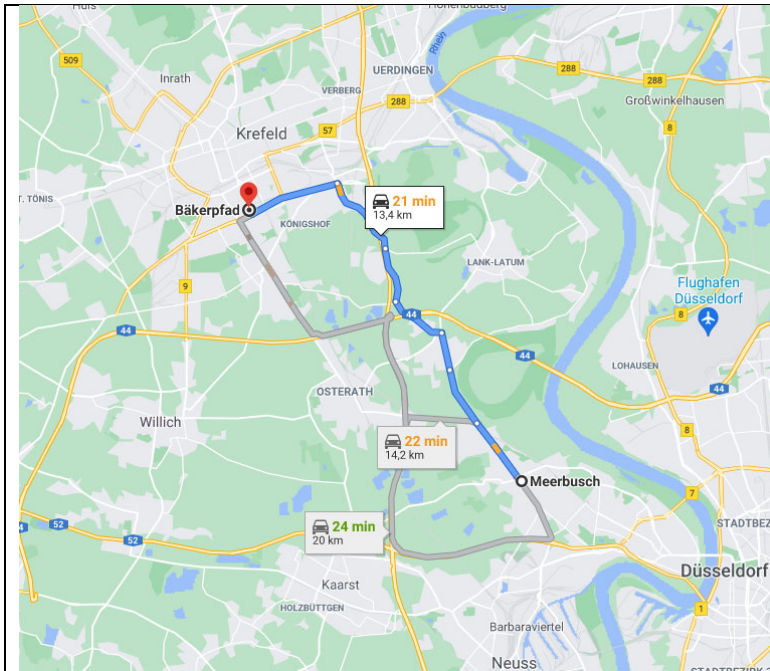 Rhein
509
Inrath
UERDINGEN
VERBERG
288
288
288
Großwinkelhausen
57
8
Krefeld
T. TÖNIS
Bäkerpfad
KÖNIGSHOF
21 min
13,4 km
LANK-LATUM
9
Flughafen
Düsseldorf
44
44
8
44
LOHAUSEN
44
OSTERATH
Willich
8
22 min
14,2 km
Meerbusch
7
24 min
20 km
STADTBEZ
52
52
52
Düsseldorf
Kaarst
HOLZBÜTTGEN
1
Barbaraviertel
Neuss